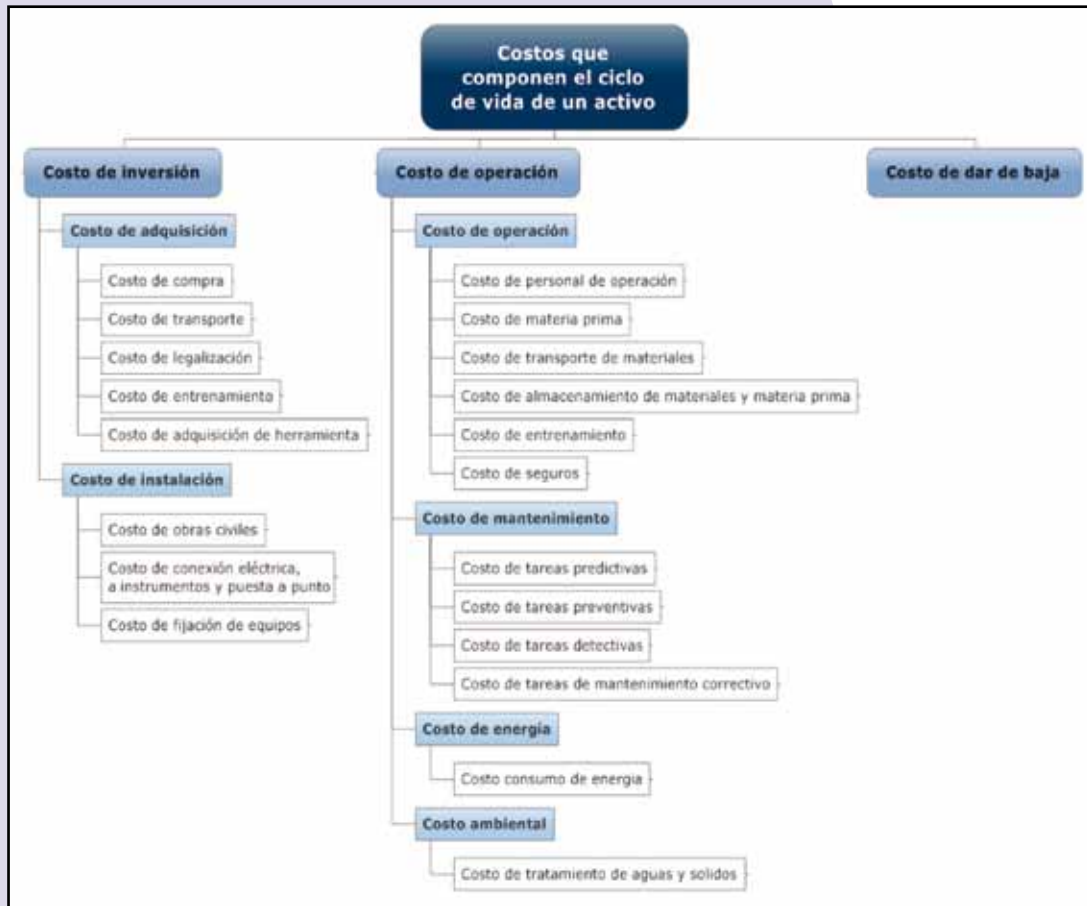 Costos que
componen el ciclo
de vida de un activo
Costo de inversión
Costo de adquisición
Costo de compra
Costo de transporte
Costo de legalización
Costo de entrenamiento
Costo de adquisición de herramienta
Costo de instalación
Costo de obras civiles
Costo de conexión eléctrica,
a instrumentos y puesta a punto
Costo de fijación de equipos
Costo de operación
Costo de operación
Costo de personal de operación
Costo de materia prima
Costo de transporte de materiales
Costo de almacenamiento de materiales y materia prima
Costo de entrenamiento
Costo de seguros
Costo de mantenimiento
Costo de tareas predictivas
Costo de tareas preventivas
Costo de tareas detectivas
Costo de tareas de mantenimiento correctivo
Costo de energía
Costo consumo de energia
Costo ambiental
Costo de tratamiento de aguas y solidos
Costo de dar de baja